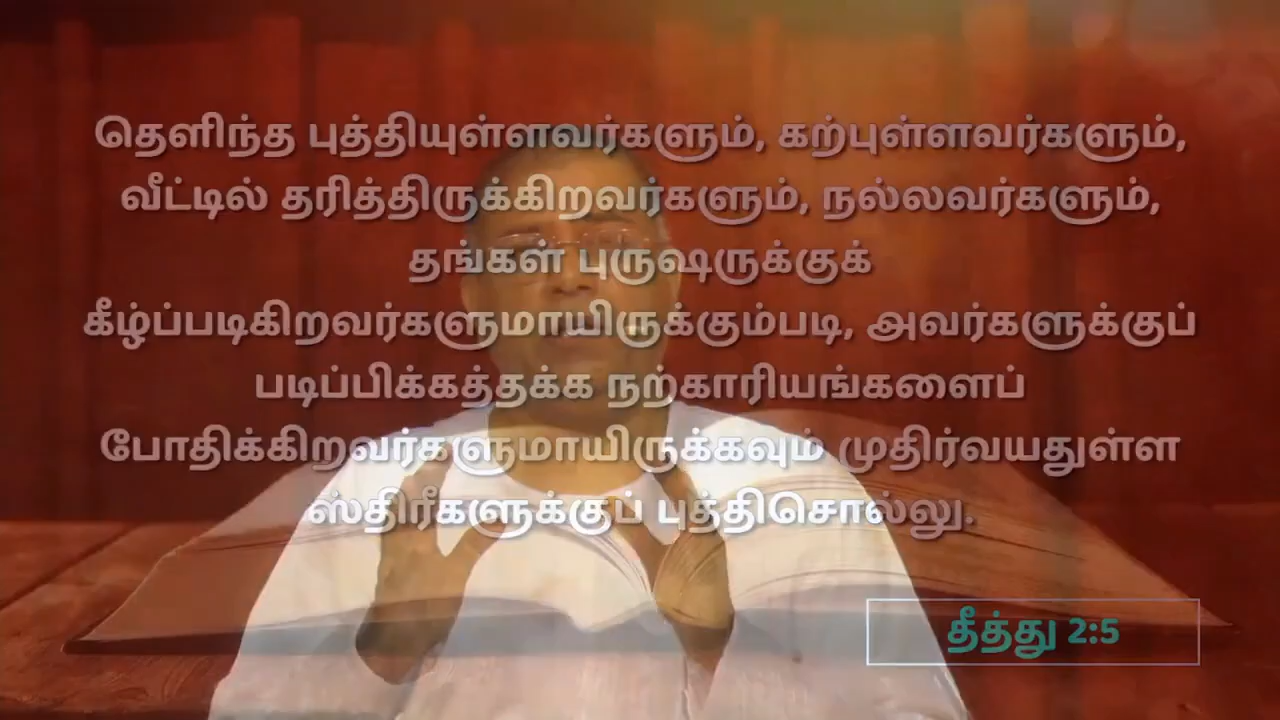 தெளிந்த புத்தியுள்ளவர்களும், கற்புள்ளவர்களும்,
வீட்டில் தரித்திருக்கிறவர்களும், நல்லவர்களும்,
தங்கள் புருஷருக்குக்
கீழ்ப்படிகிறவர்களுமாயிருக்கும்படி, அவர்களுக்குப்
படிப்பிக்கத்தக்க நற்காரியங்களைப்
போதிக்கிறவர்களுமாயிருக்கவும் முதிர்வயதுள்ள
ஸ்திரீகளுக்குப் புத்திசொல்லு.
தீத்து 2:5